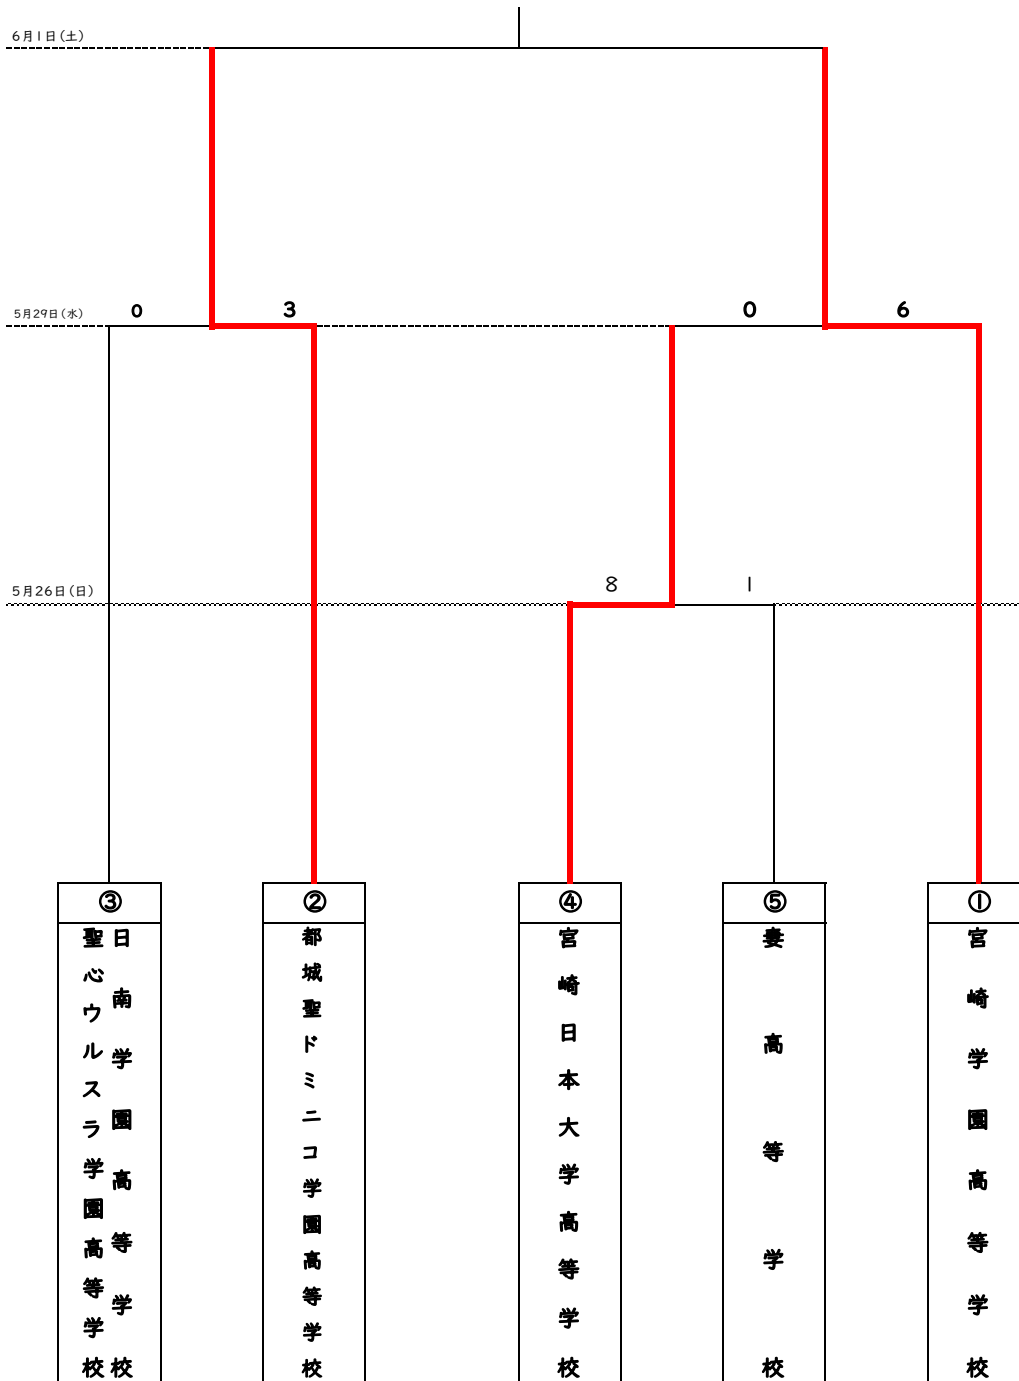 6月1日(土)
5月29日(水)
0
3
0
6
5月26日(日)
8
1
③
②
④
⑤
①
日南学園高等学校
聖心ウルスラ学園高等学校
都城聖ドミニコ学園高等学校
宮崎日本大学高等学校
妻高等学校
宮崎学園高等学校